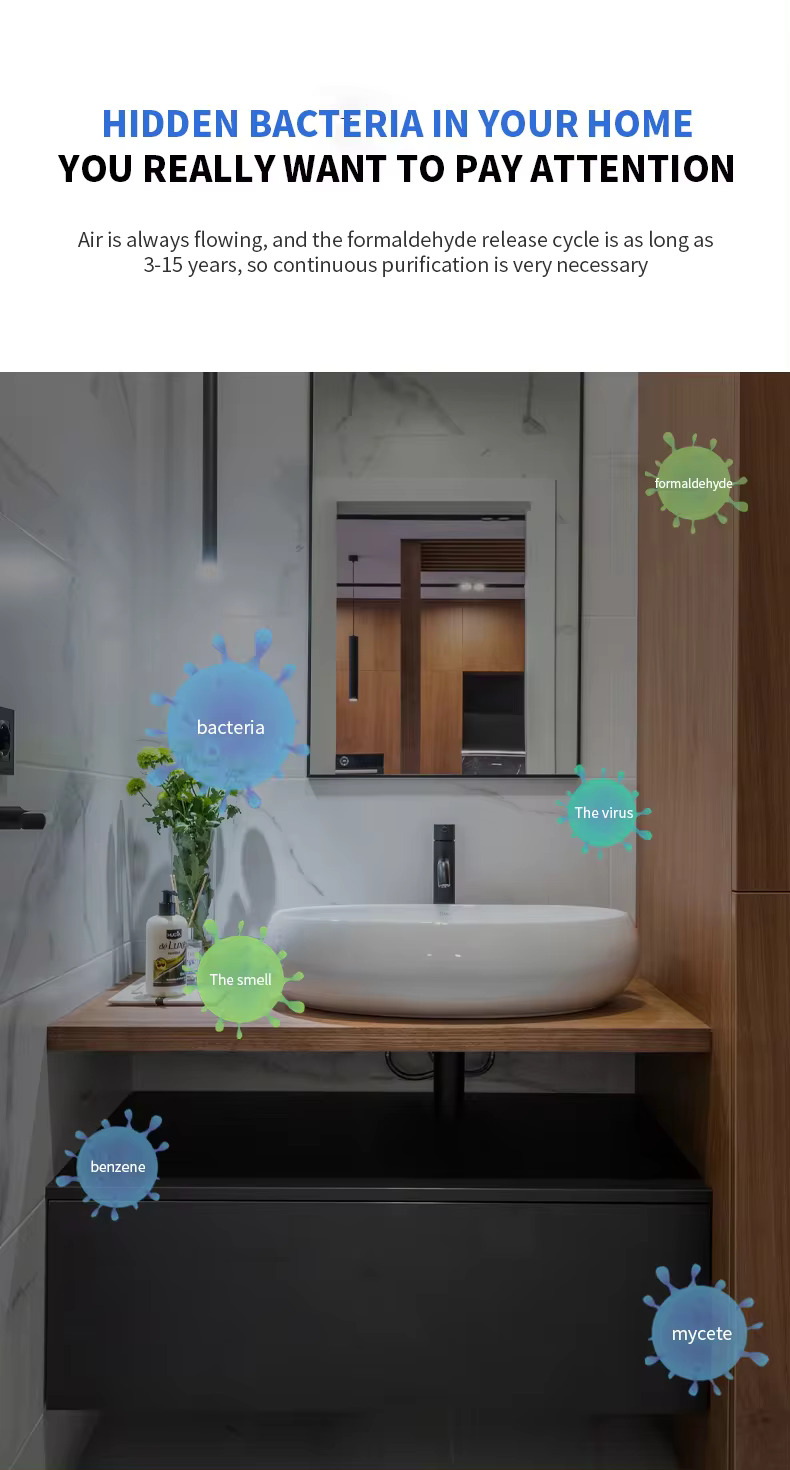 HIDDEN BACTERIA IN YOUR HOME
YOU REALLY WANT TO PAY ATTENTION
Air is always flowing, and the formaldehyde release cycle is as long as
3-15 years, so continuous purification is very necessary
formaldehyde
bacteria
The virus
de Luxe
The smell
benzene
mycete